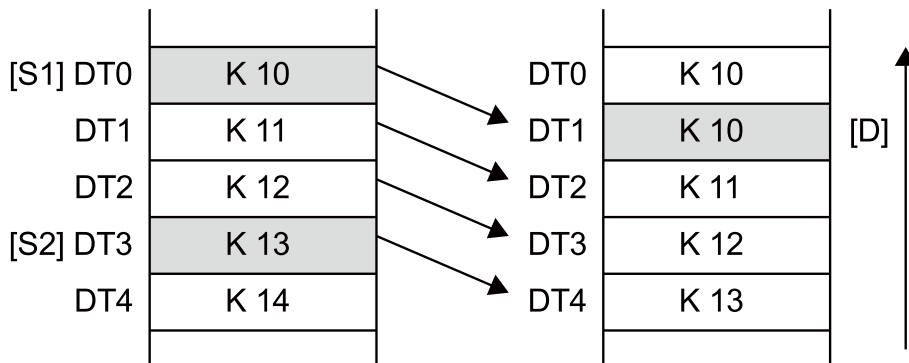 [S1] DT0 K 10 DT0 K 10
DT1 K 11 DT1 K 10 [D]
DT2 K 12 DT2 K 11
[S2] DT3 K 13 DT3 K 12
DT4 K 14 DT4 K 13